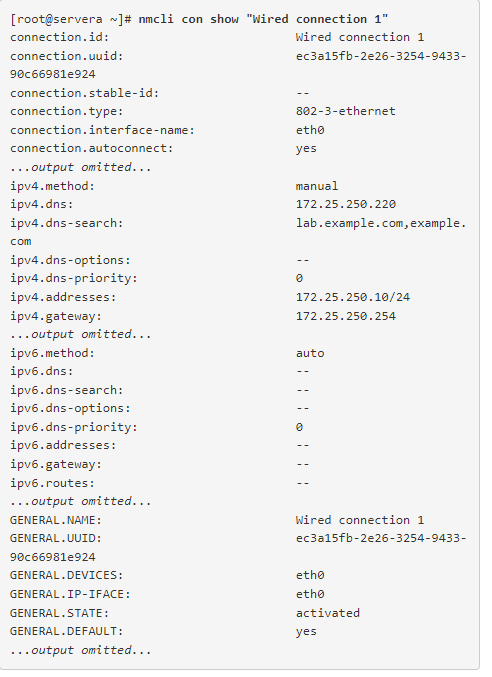 [root@servera ~]# nmcli con show "Wired connection 1"
connection.id: Wired connection 1
connection.uuid: ec3a15fb-2e26-3254-9433-
90c66981e924
connection.stable-id: --
connection.type: 802-3-ethernet
connection.interface-name: eth0
connection.autoconnect: yes
...output omitted...
ipv4.method: manual
ipv4.dns: 172.25.250.220
ipv4.dns-search: lab.example.com,example.
com
ipv4.dns-options: --
ipv4.dns-priority: 0
ipv4.addresses: 172.25.250.10/24
ipv4.gateway: 172.25.250.254
...output omitted...
ipv6.method: auto
ipv6.dns: --
ipv6.dns-search: --
ipv6.dns-options: --
ipv6.dns-priority: 0
ipv6.addresses: --
ipv6.gateway: --
ipv6.routes: --
...output omitted...
GENERAL.NAME: Wired connection 1
GENERAL.UUID: ec3a15fb-2e26-3254-9433-
90c66981e924
GENERAL.DEVICES: eth0
GENERAL.IP-IFACE: eth0
GENERAL.STATE: activated
GENERAL.DEFAULT: yes
...output omitted...